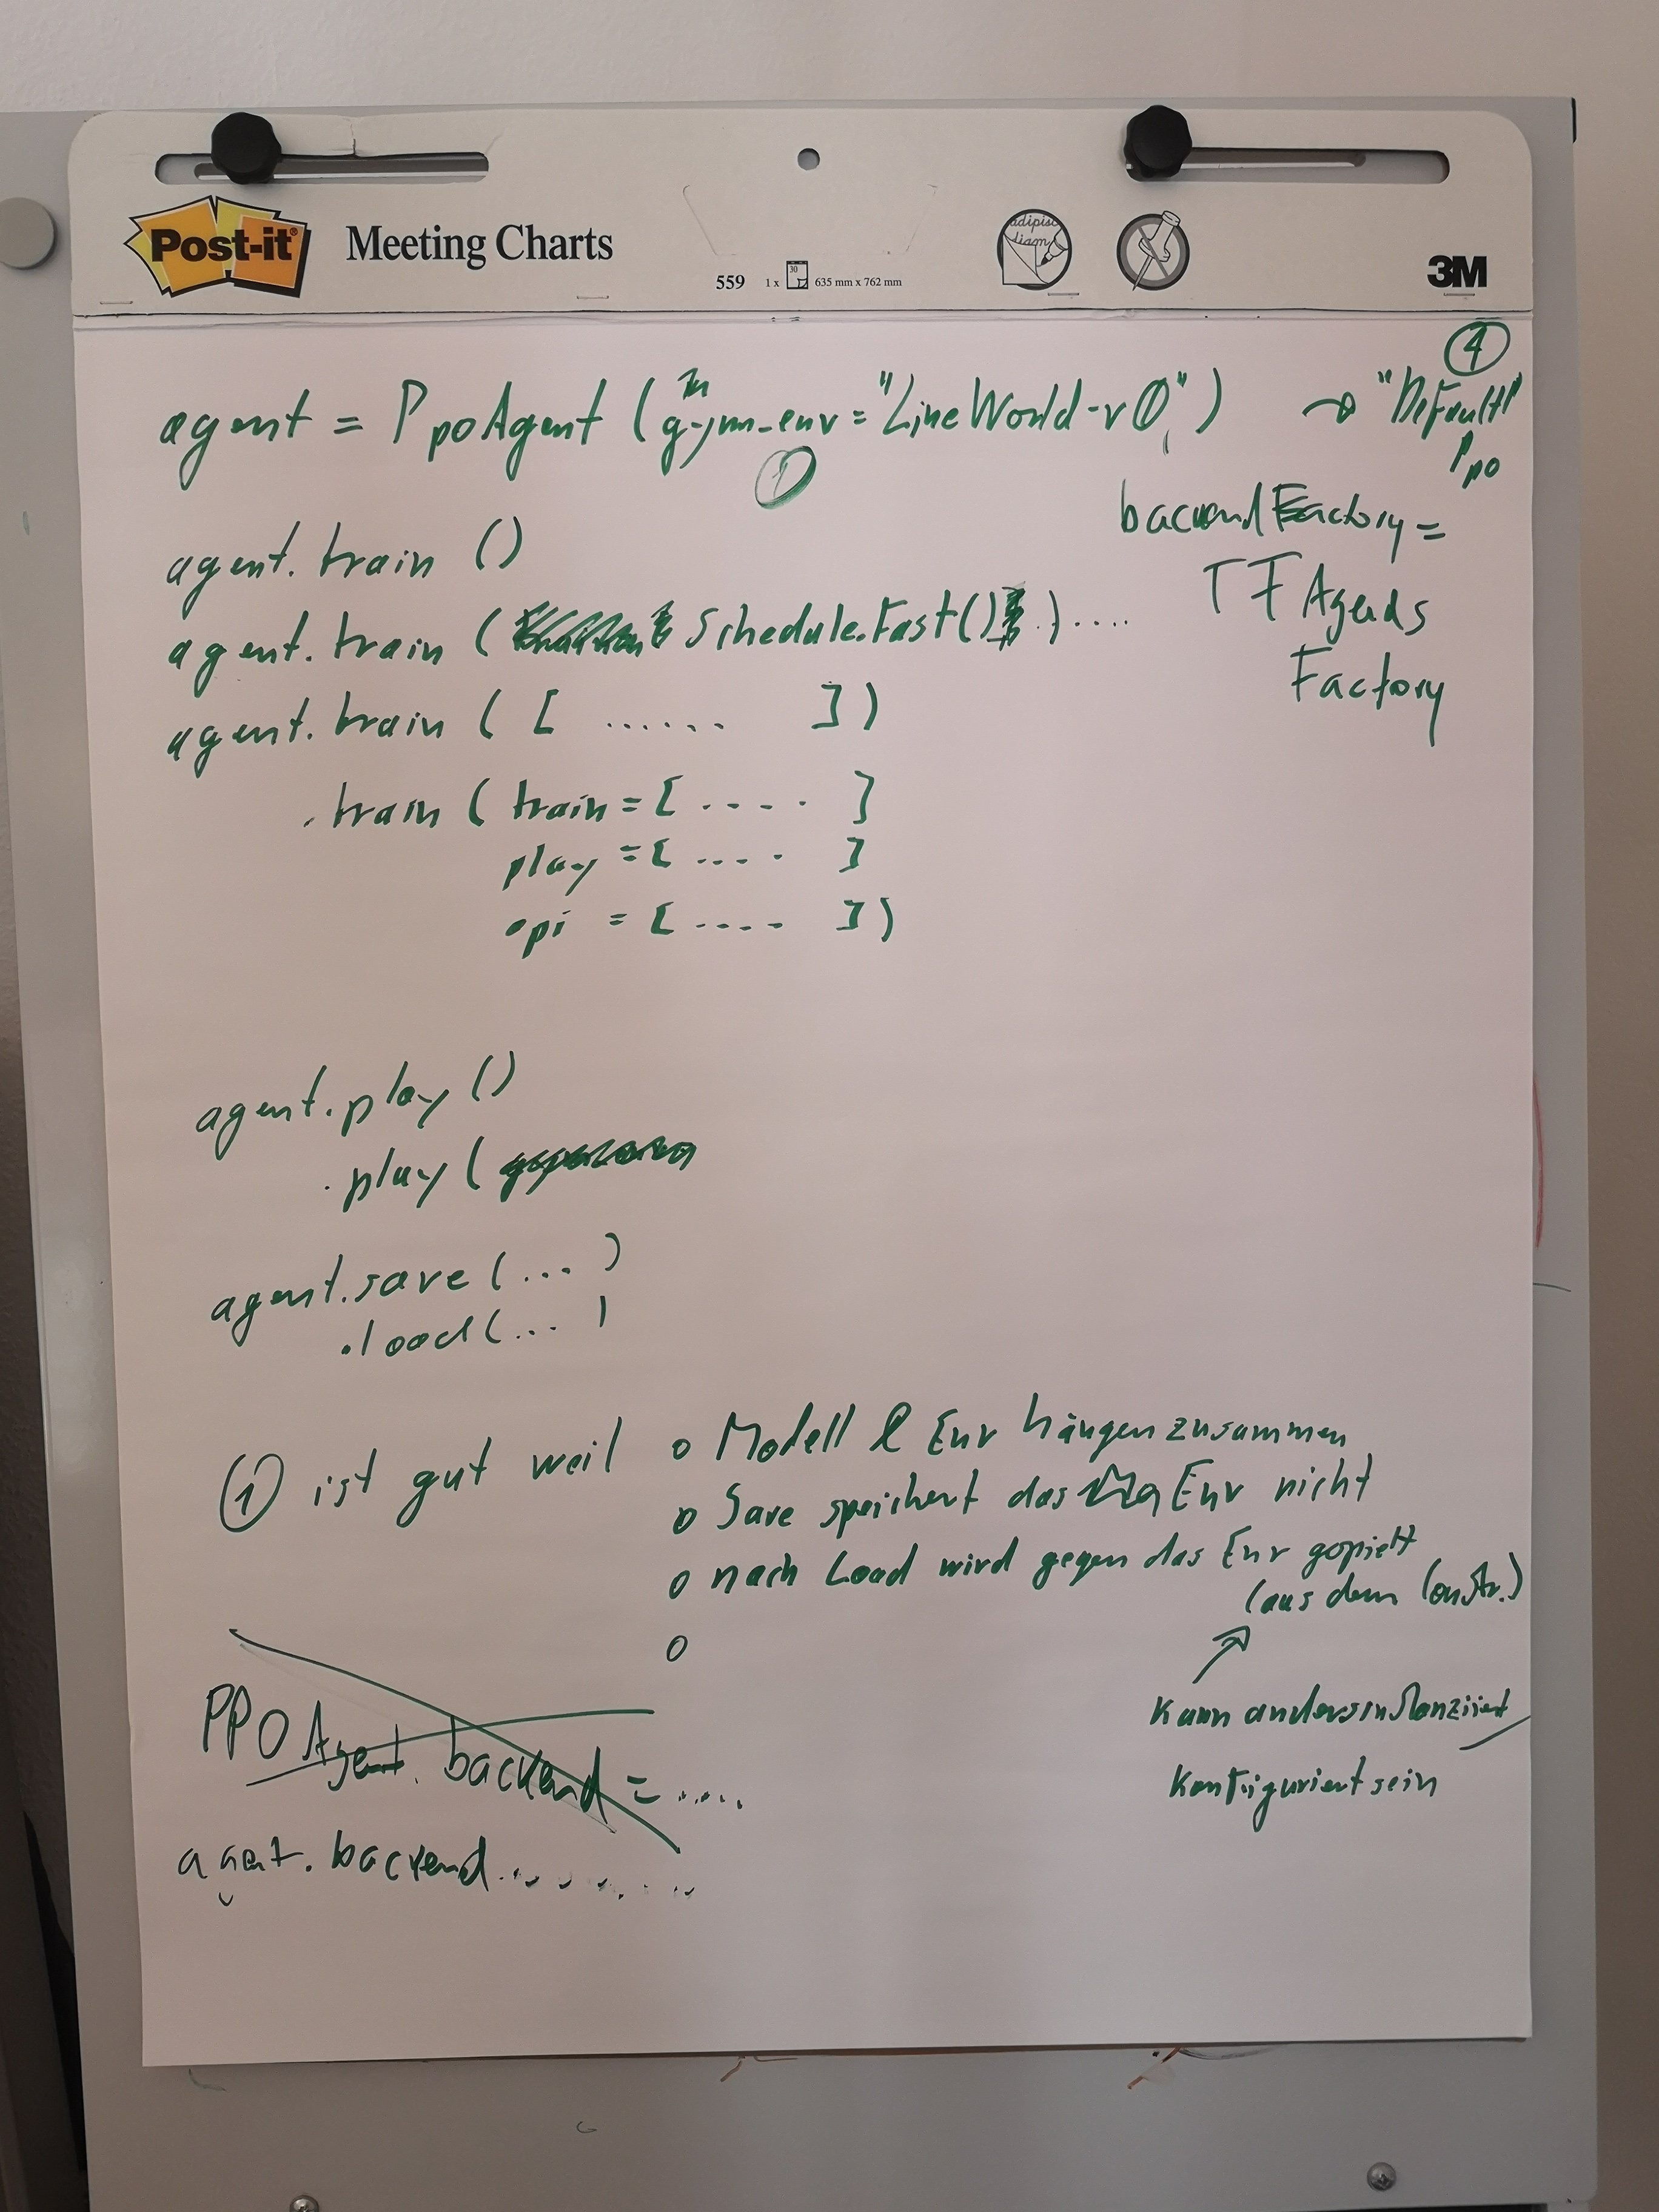 adipisc
diam
Post-it®
Meeting Charts
559 1 x 30 635 mm x 762 mm
3M
4
agent = PpoAgent (gym_env = "LineWorld-v0", ) → "Default"
Ppo
1
backendFactory =
TFAgents
Factory
agent.train ()
agent.train ( Schedule.Fast() ) ....
agent.train ( [ ...... ] )
.train ( train = [ .... ]
play = [ .... ]
opi = [ .... ] )
agent.play ()
.play (
agent.save ( ... )
.load ( ... )
1 ist gut weil o Modell & Env hängen zusammen
o Save speichert das Env nicht
o nach Load wird gegen das Env gespielt
(aus dem Constr.)
o
kann anders instanziiert
konfiguriert sein
PPO Agent. backend = .....
agent. backend ........